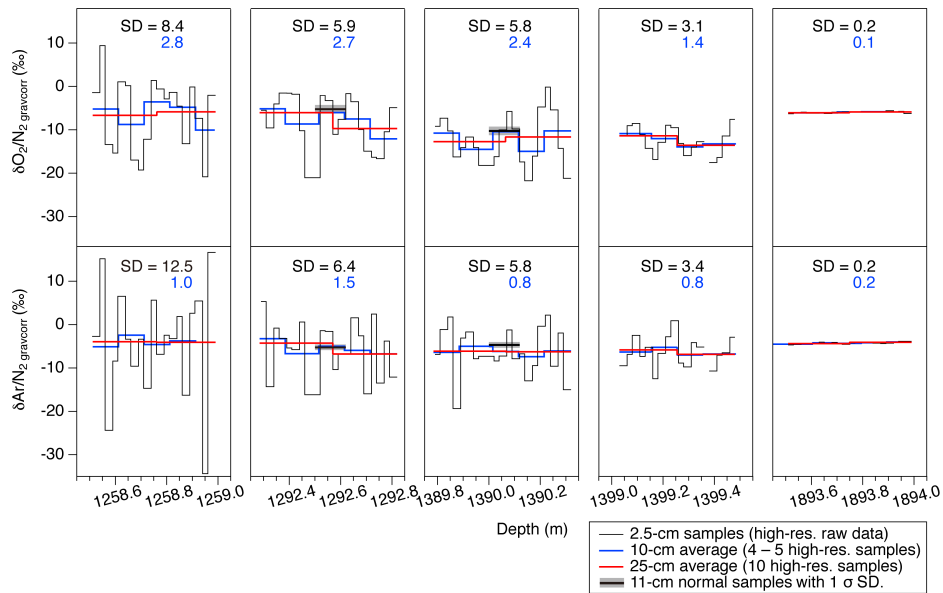 SD = 8.4
2.8
SD = 5.9
2.7
SD = 5.8
2.4
SD = 3.1
1.4
SD = 0.2
0.1
10
0
-10
-20
-30
δO2/N2 gravcorr (‰)
SD = 12.5
1.0
SD = 6.4
1.5
SD = 5.8
0.8
SD = 3.4
0.8
SD = 0.2
0.2
10
0
-10
-20
-30
δAr/N2 gravcorr (‰)
1258.6 1258.8 1259.0
1292.4 1292.6 1292.8
1389.8 1390.0 1390.2
1399.0 1399.2 1399.4
1893.6 1893.8 1894.0
Depth (m)
2.5-cm samples (high-res. raw data)
10-cm average (4 – 5 high-res. samples)
25-cm average (10 high-res. samples)
11-cm normal samples with 1 σ SD.